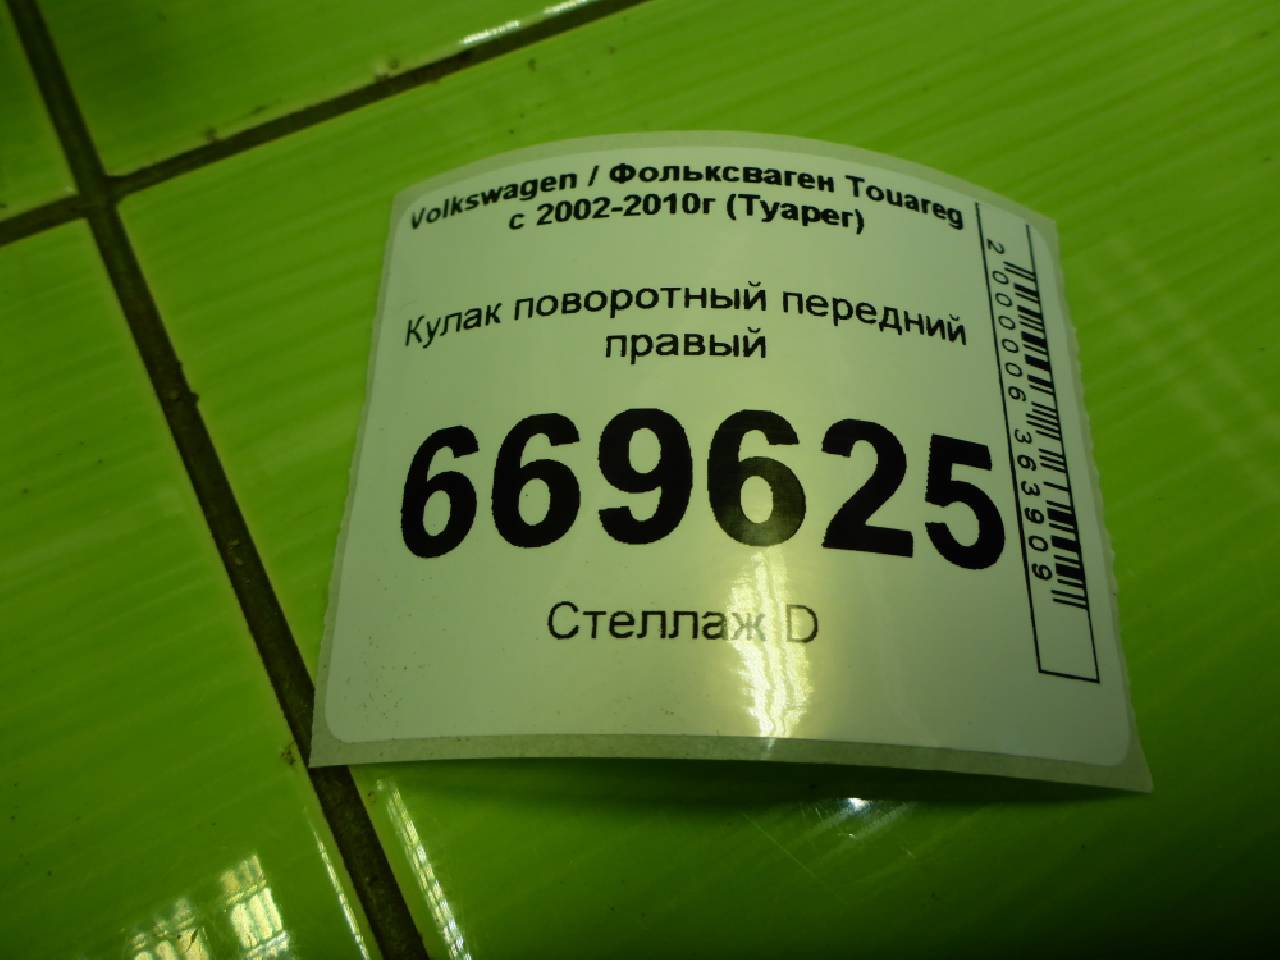 Volkswagen / Фольксваген Touareg
с 2002-2010г (Туарег)
Кулак поворотный передний
правый
669625
Стеллаж D
2000006363909